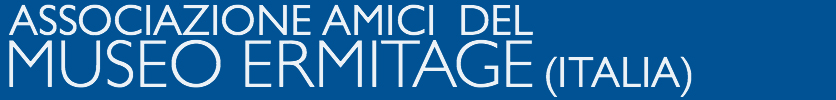 ASSOCIAZIONE AMICI DEL
MUSEO ERMITAGE (ITALIA)